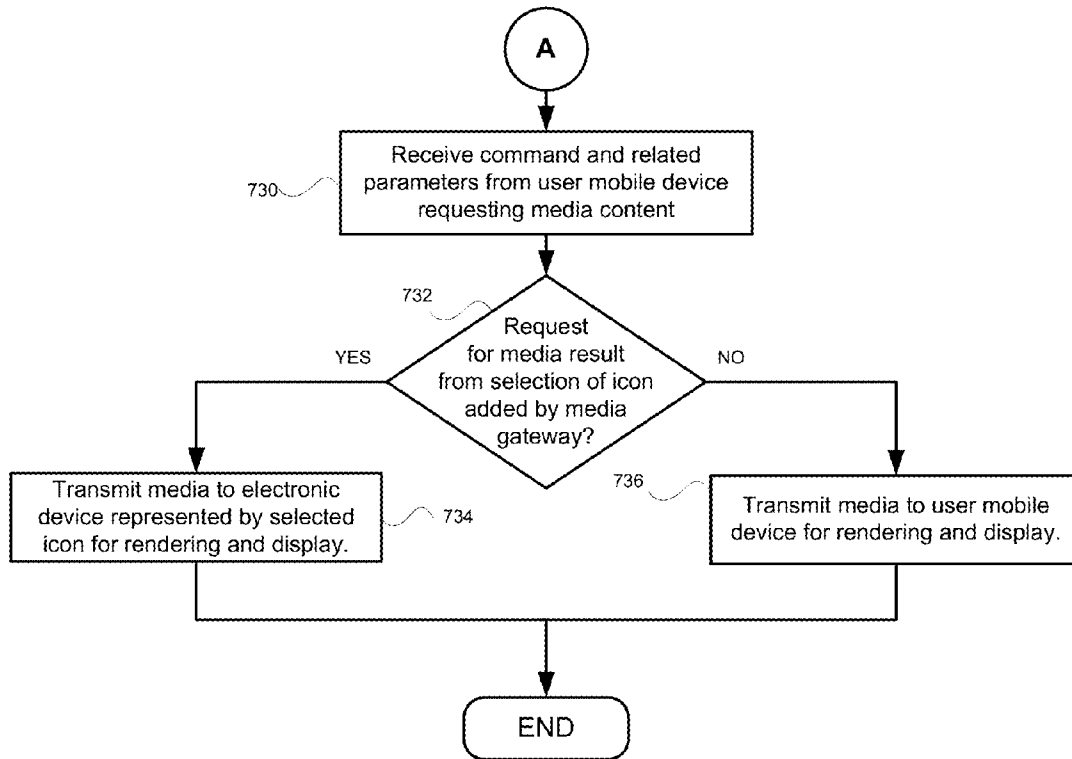 A
Receive command and related
parameters from user mobile device
requesting media content
730
732
Request
for media result
from selection of icon
added by media
gateway?
YES
NO
Transmit media to electronic
device represented by selected
icon for rendering and display.
734
736
Transmit media to user mobile
device for rendering and display.
END